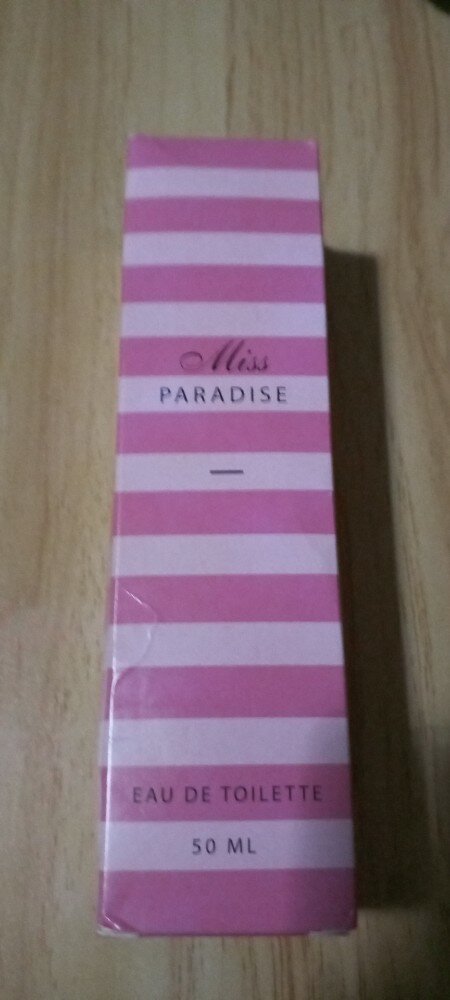 Miss
PARADISE
EAU DE TOILETTE
50 ML